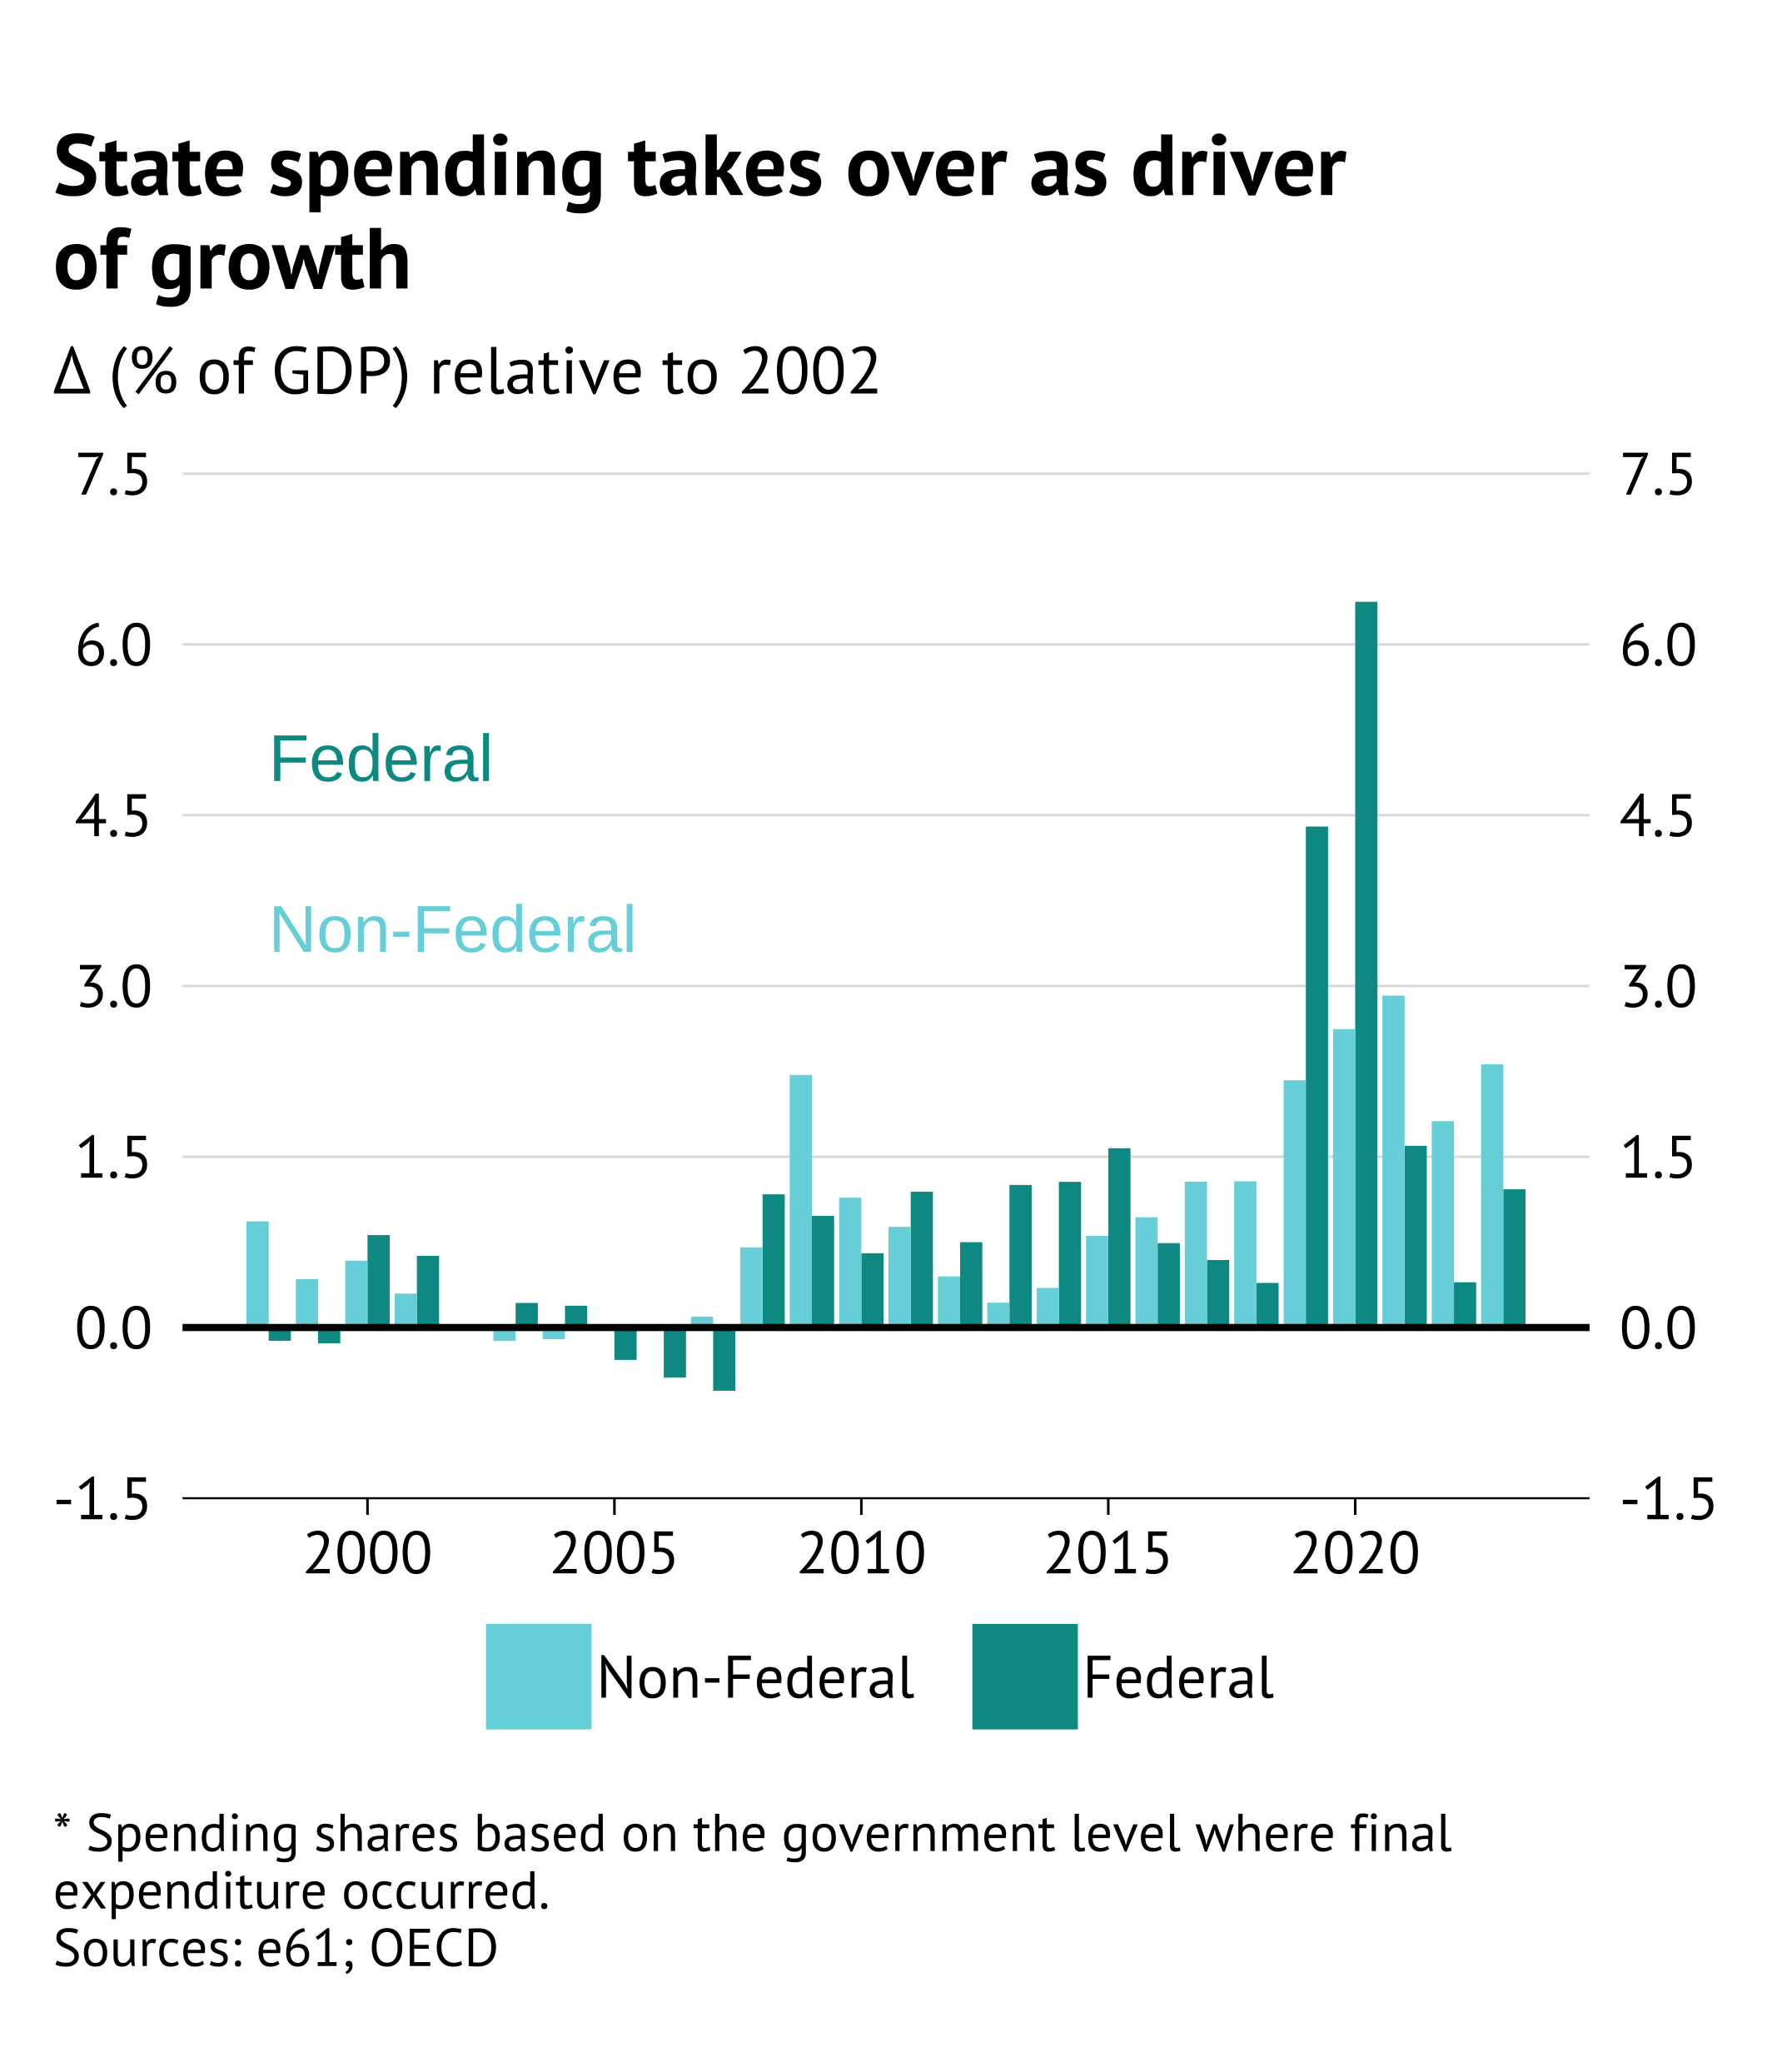 State spending takes over as driver
of growth
Δ (% of GDP) relative to 2002
7.5 7.5
6.0 6.0
Federal
4.5 4.5
Non-Federal
3.0 3.0
1.5 1.5
0.0 0.0
-1.5 -1.5
2000 2005 2010 2015 2020
Non-Federal Federal
* Spending shares based on the government level where final
expenditure occurred.
Sources: e61; OECD